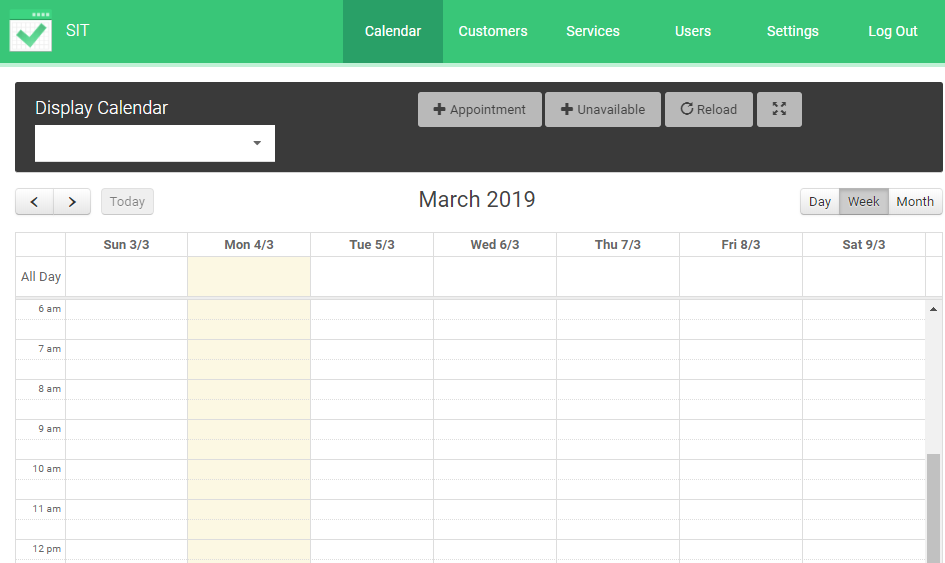 SIT
Calendar
Customers
Services
Users
Settings
Log Out
Display Calendar
Appointment
Unavailable
Reload
Today
March 2019
Day
Week
Month
Sun 3/3
Mon 4/3
Tue 5/3
Wed 6/3
Thu 7/3
Fri 8/3
Sat 9/3
All Day
6 am
7 am
8 am
9 am
10 am
11 am
12 pm